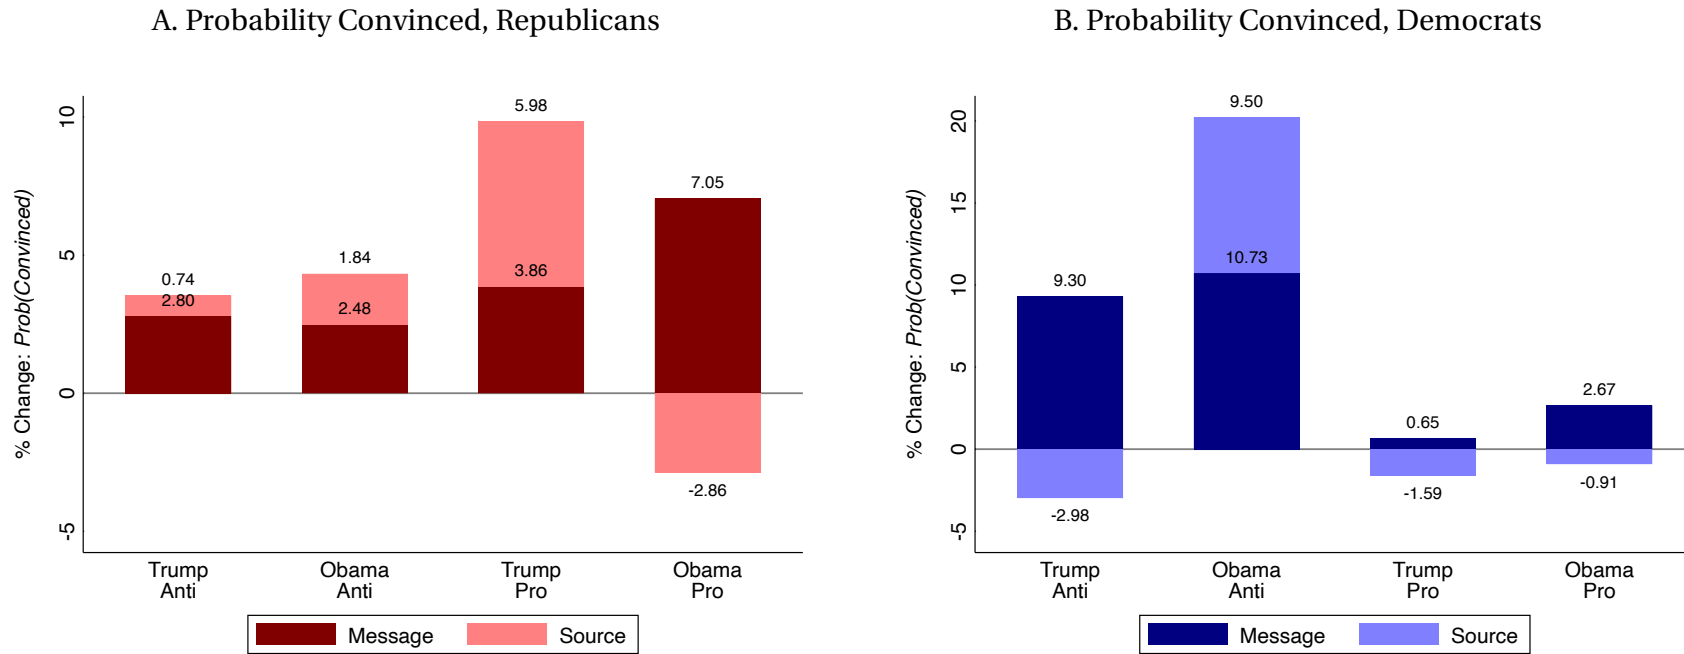 A. Probability Convinced, Republicans
% Change: Prob(Convinced)
10
5
0
-5
0.74
2.80
1.84
2.48
5.98
3.86
7.05
-2.86
Trump
Anti
Obama
Anti
Trump
Pro
Obama
Pro
Message
Source
B. Probability Convinced, Democrats
% Change: Prob(Convinced)
20
15
10
5
0
-5
9.30
-2.98
9.50
10.73
0.65
-1.59
2.67
-0.91
Trump
Anti
Obama
Anti
Trump
Pro
Obama
Pro
Message
Source